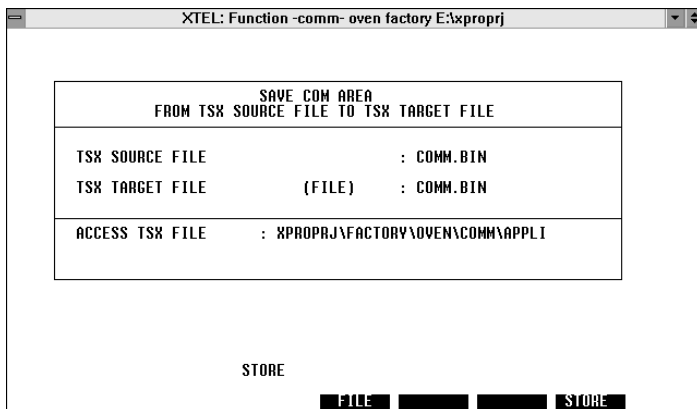 XTEL: Function -comm- oven factory E:\xproprj
SAVE COM AREA
FROM TSX SOURCE FILE TO TSX TARGET FILE
TSX SOURCE FILE : COMM.BIN
TSX TARGET FILE (FILE) : COMM.BIN
ACCESS TSX FILE : XPROPRJ\FACTORY\OVEN\COMM\APPLI
STORE
FILE STORE